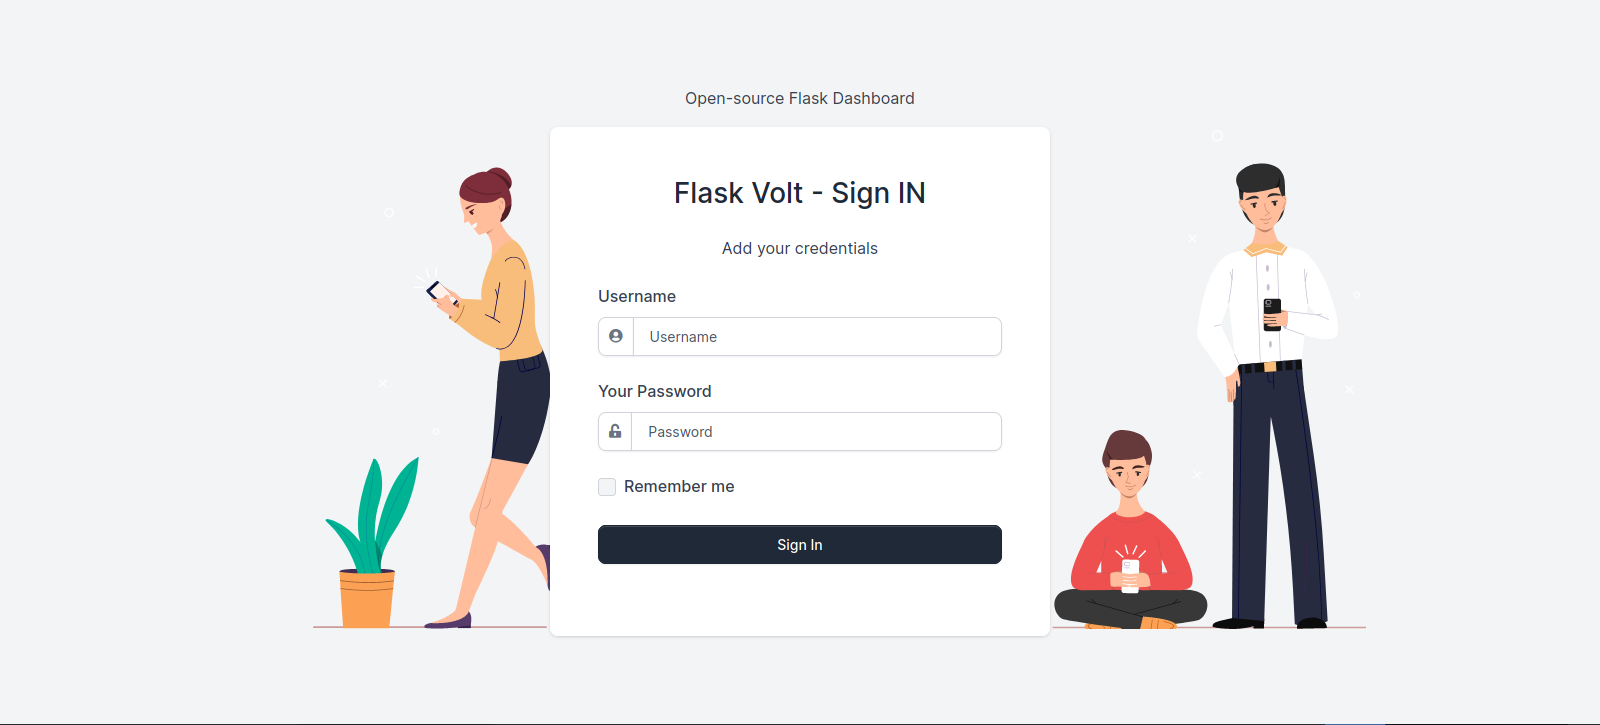 Open-source Flask Dashboard
Flask Volt - Sign IN
Add your credentials
Username
Username
Your Password
Password
Remember me
Sign In